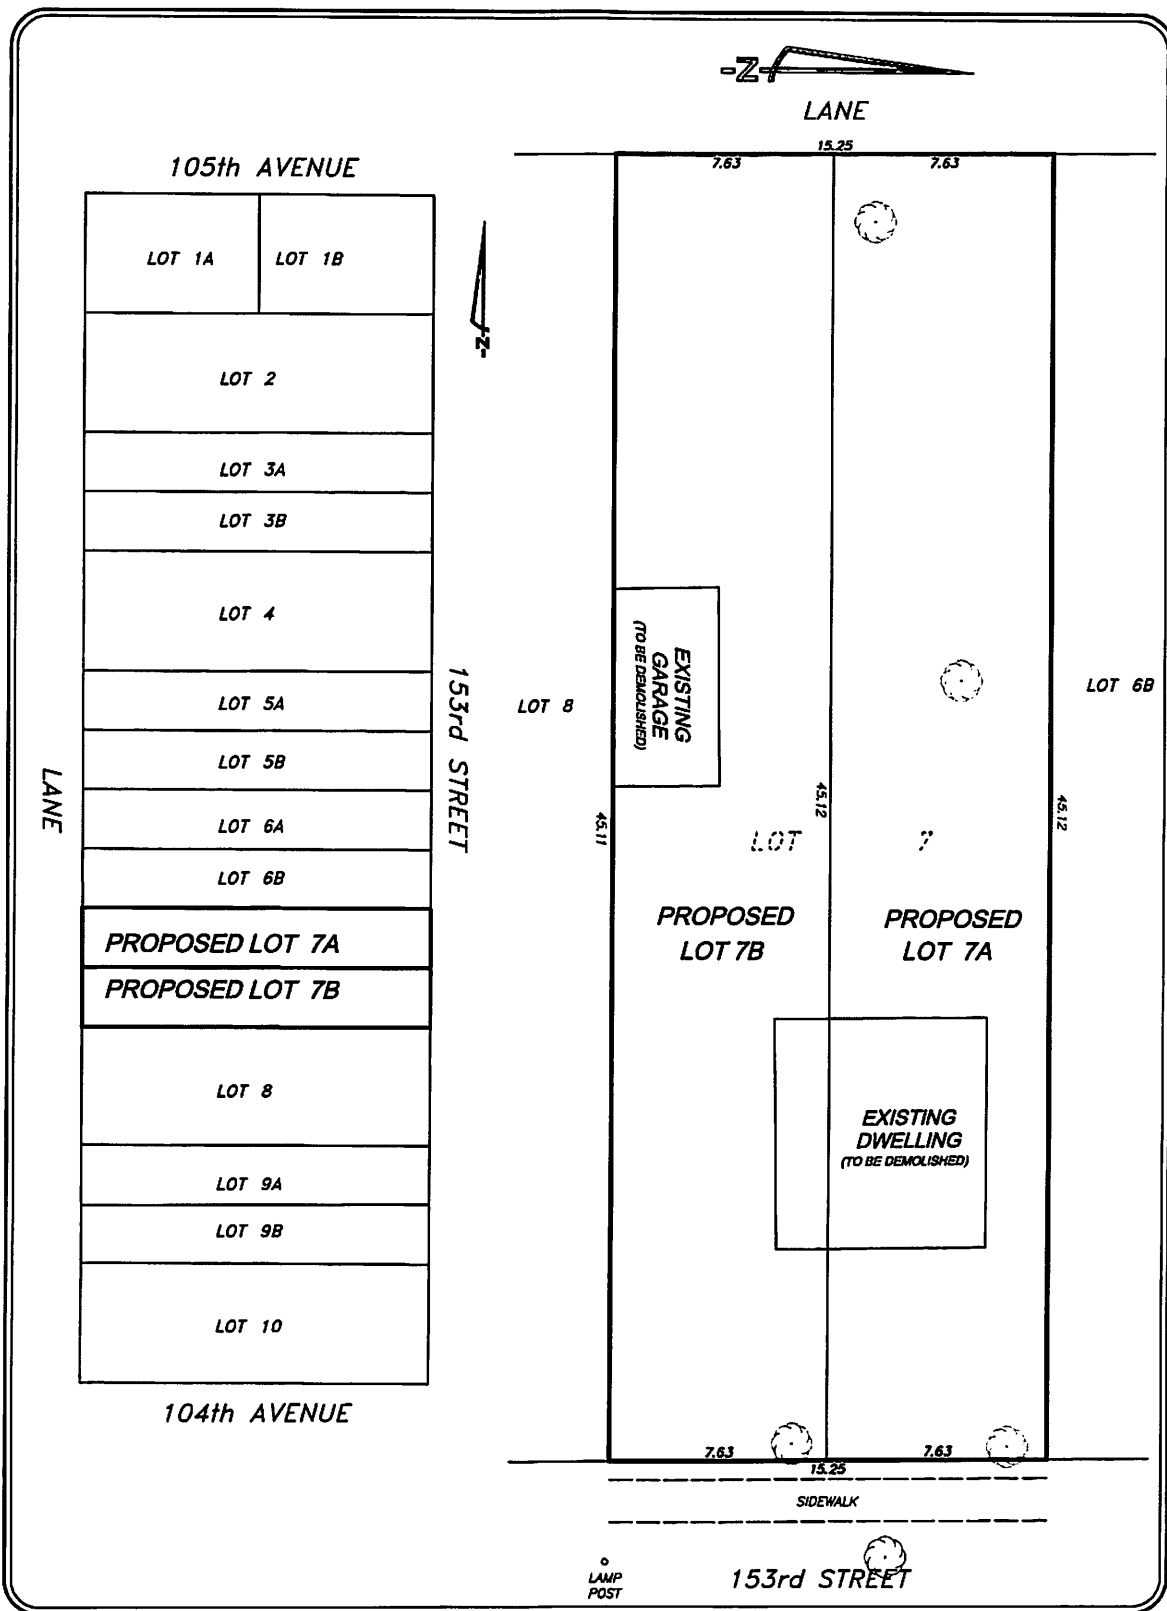 105th AVENUE
LOT 1A
LOT 1B
LOT 2
LOT 3A
LOT 3B
LOT 4
LOT 5A
LOT 5B
LOT 6A
LOT 6B
PROPOSED LOT 7A
PROPOSED LOT 7B
LOT 8
LOT 9A
LOT 9B
LOT 10
104th AVENUE
LANE
153rd STREET
-N-
-N-
LANE
15.25
7.63
7.63
LOT 8
EXISTING
GARAGE
(TO BE DEMOLISHED)
LOT 6B
45.11
45.12
45.12
LOT 7
PROPOSED
LOT 7B
PROPOSED
LOT 7A
EXISTING
DWELLING
(TO BE DEMOLISHED)
7.63
7.63
15.25
SIDEWALK
LAMP
POST
153rd STREET